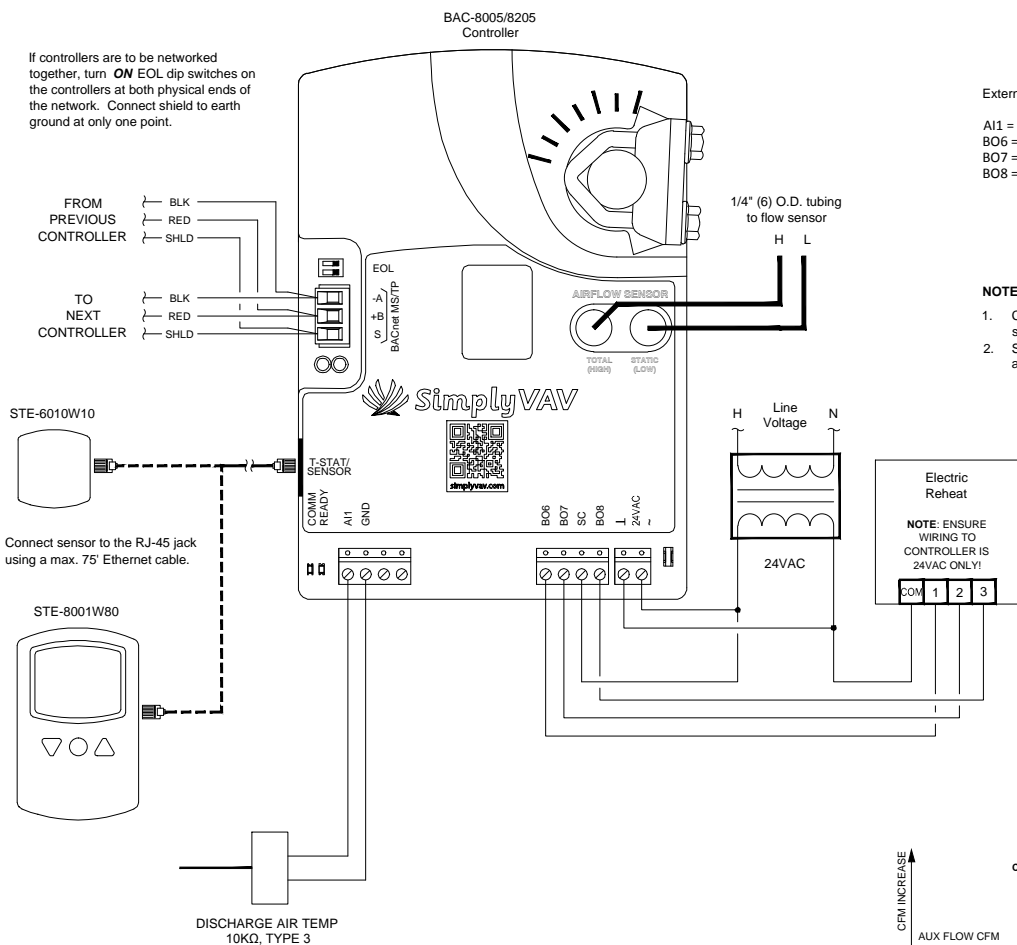 BAC-8005/8205
Controller
If controllers are to be networked
together, turn ON EOL dip switches on
the controllers at both physical ends of
the network. Connect shield to earth
ground at only one point.
Extern
AI1 =
BO6 =
BO7 =
BO8 =
FROM
PREVIOUS
CONTROLLER
BLK
RED
SHLD
TO
NEXT
CONTROLLER
BLK
RED
SHLD
EOL
-A
+B
S
BACnet MS/TP
1/4" (6) O.D. tubing
to flow sensor
H L
AIRFLOW SENSOR
TOTAL
(HIGH)
STATIC
(LOW)
NOTE
1. C
s
2. S
a
SimplyVAV
simplyvav.com
STE-6010W10
T-STAT/
SENSOR
COMM
READY
AI1
GND
BO6
BO7
SC
BO8
⊥
24VAC
~
Connect sensor to the RJ-45 jack
using a max. 75' Ethernet cable.
H Line N
Voltage
24VAC
Electric
Reheat
NOTE: ENSURE
WIRING TO
CONTROLLER IS
24VAC ONLY!
COM 1 2 3
STE-8001W80
DISCHARGE AIR TEMP
10KΩ, TYPE 3
CFM INCREASE
AUX FLOW CFM